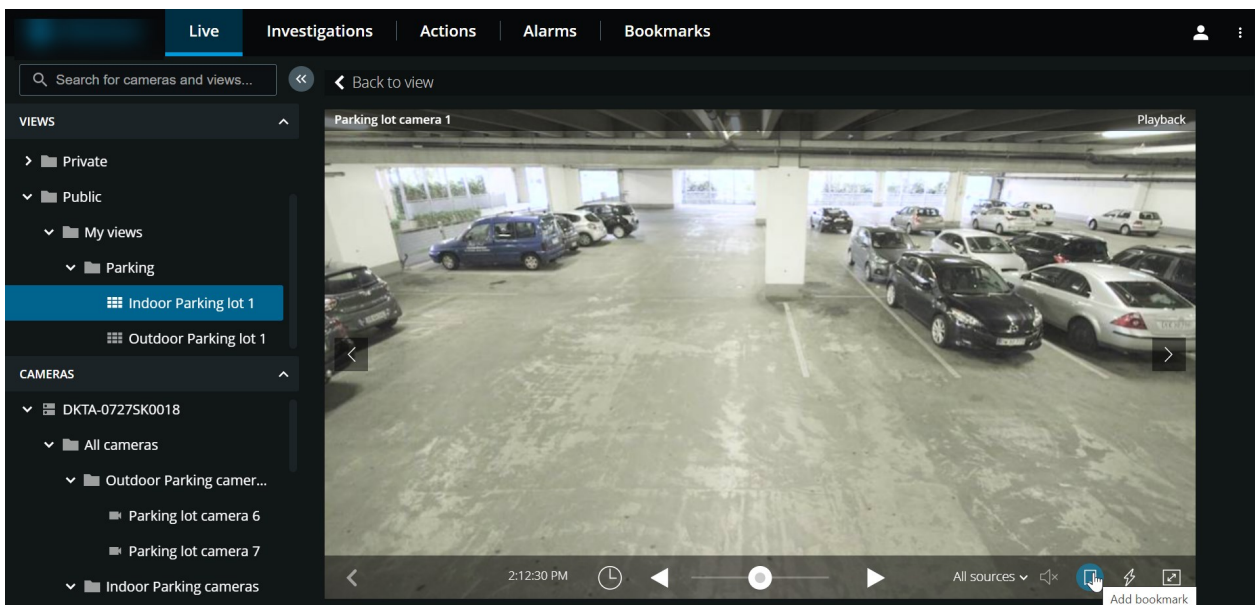 Live Investigations Actions Alarms Bookmarks
Search for cameras and views...
Back to view
VIEWS
Private
Public
My views
Parking
Indoor Parking lot 1
Outdoor Parking lot 1
CAMERAS
DKTA-0727SK0018
All cameras
Outdoor Parking camer...
Parking lot camera 6
Parking lot camera 7
Indoor Parking cameras
Parking lot camera 1 Playback
2:12:30 PM All sources
Add bookmark